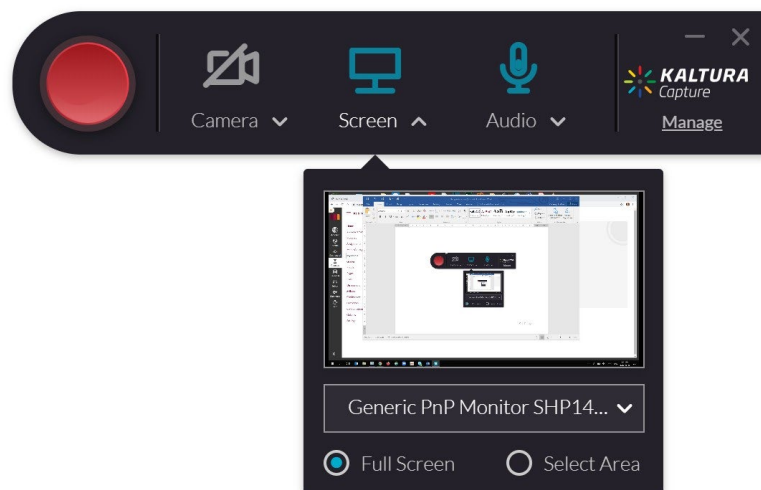 Camera
Screen
Audio
KALTURA
Capture
Manage
Generic PnP Monitor SHP14...
Full Screen
Select Area